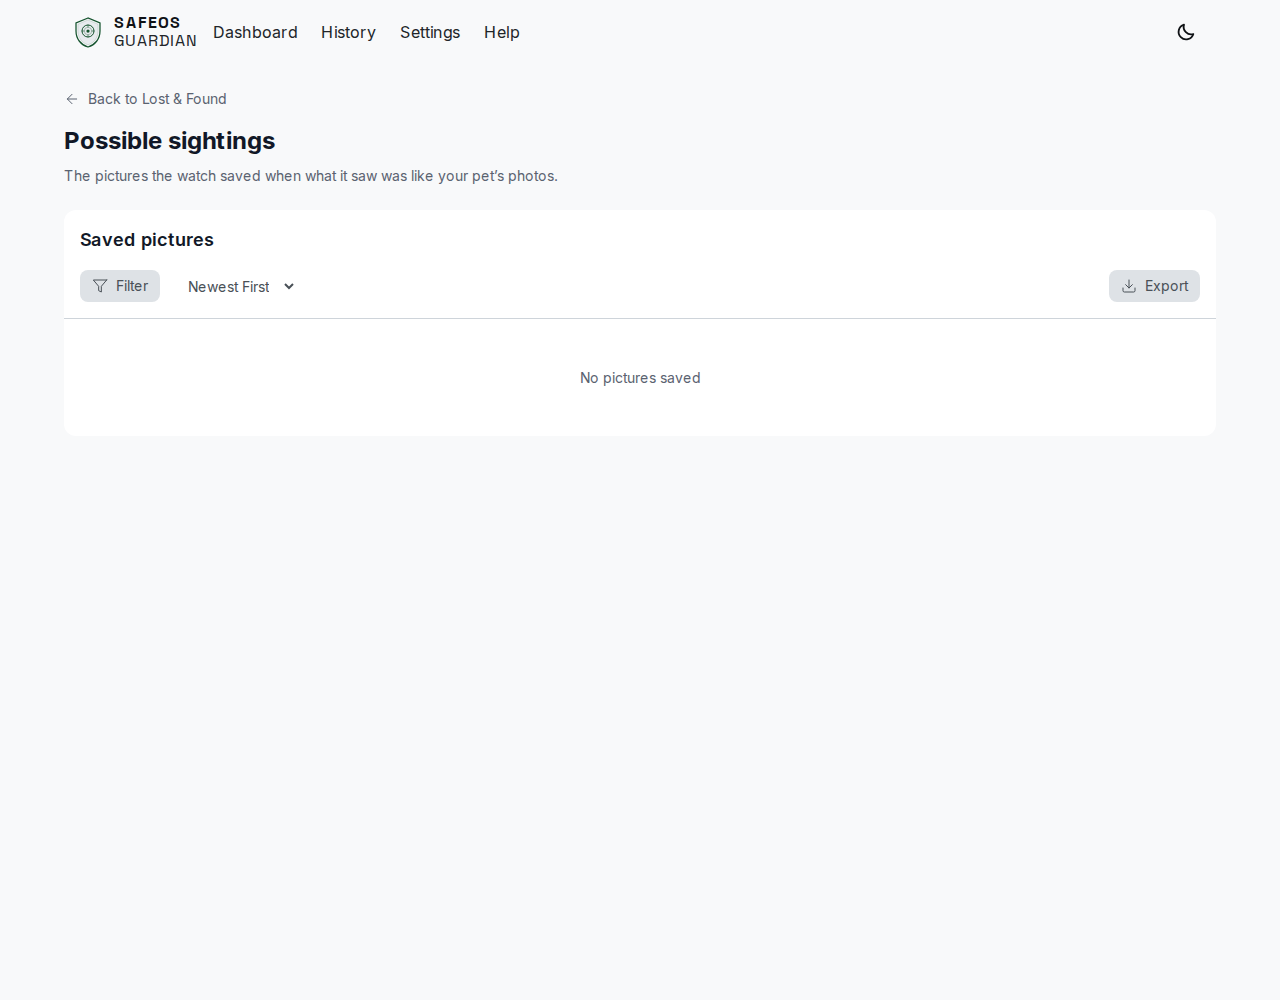 SAFEOS
GUARDIAN
Dashboard
History
Settings
Help
Back to Lost & Found
Possible sightings
The pictures the watch saved when what it saw was like your pet’s photos.
Saved pictures
Filter
Newest First
Export
No pictures saved